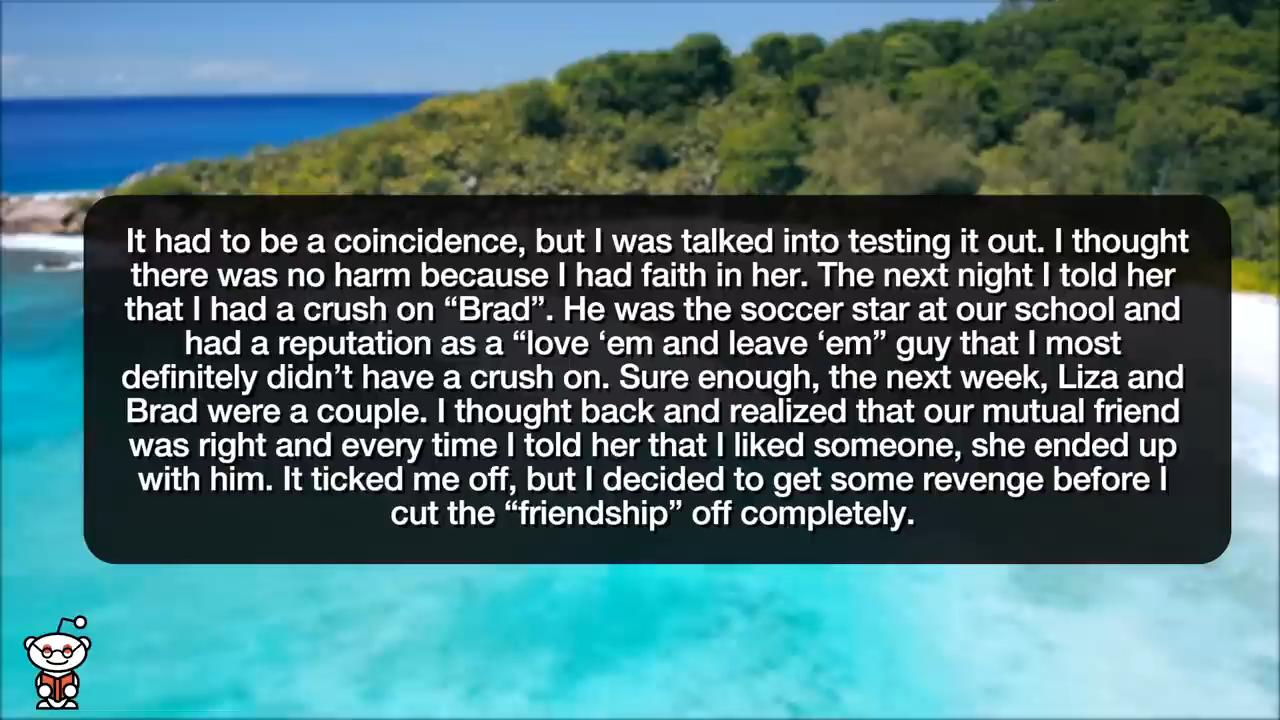 It had to be a coincidence, but I was talked into testing it out. I thought
there was no harm because I had faith in her. The next night I told her
that I had a crush on “Brad”. He was the soccer star at our school and
had a reputation as a “love ‘em and leave ‘em” guy that I most
definitely didn’t have a crush on. Sure enough, the next week, Liza and
Brad were a couple. I thought back and realized that our mutual friend
was right and every time I told her that I liked someone, she ended up
with him. It ticked me off, but I decided to get some revenge before I
cut the “friendship” off completely.